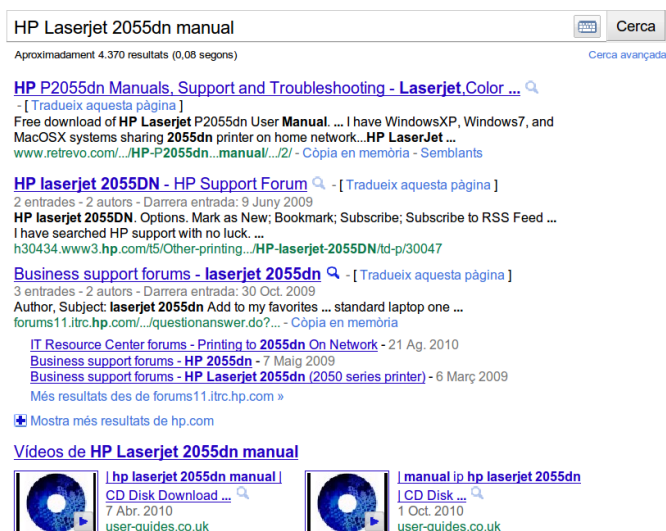 HP Laserjet 2055dn manual Cerca
Aproximadament 4.370 resultats (0,08 segons) Cerca avançada
HP P2055dn Manuals, Support and Troubleshooting - Laserjet,Color ...
- [ Tradueix aquesta pàgina ]
Free download of HP Laserjet P2055dn User Manual. ... I have WindowsXP, Windows7, and
MacOSX systems sharing 2055dn printer on home network...HP LaserJet ...
www.retrevo.com/.../HP-P2055dn...manual/.../2/ - Còpia en memòria - Semblants
HP laserjet 2055DN - HP Support Forum - [ Tradueix aquesta pàgina ]
2 entrades - 2 autors - Darrera entrada: 9 Juny 2009
HP laserjet 2055DN. Options. Mark as New; Bookmark; Subscribe; Subscribe to RSS Feed ...
I have searched HP support with no luck. ...
h30434.www3.hp.com/t5/Other-printing.../HP-laserjet-2055DN/td-p/30047
Business support forums - laserjet 2055dn - [ Tradueix aquesta pàgina ]
3 entrades - 2 autors - Darrera entrada: 30 Oct. 2009
Author, Subject: laserjet 2055dn Add to my favorites ... standard laptop one ...
forums11.itrc.hp.com/.../questionanswer.do?... - Còpia en memòria
IT Resource Center forums - Printing to 2055dn On Network - 21 Ag. 2010
Business support forums - HP 2055dn - 7 Maig 2009
Business support forums - HP Laserjet 2055dn (2050 series printer) - 6 Març 2009
Més resultats des de forums11.itrc.hp.com »
Mostra més resultats de hp.com
Vídeos de HP Laserjet 2055dn manual
| hp laserjet 2055dn manual |
CD Disk Download ...
7 Abr. 2010
user-guides.co.uk
| manual ip hp laserjet 2055dn
| CD Disk ...
1 Oct. 2010
user-guides.co.uk